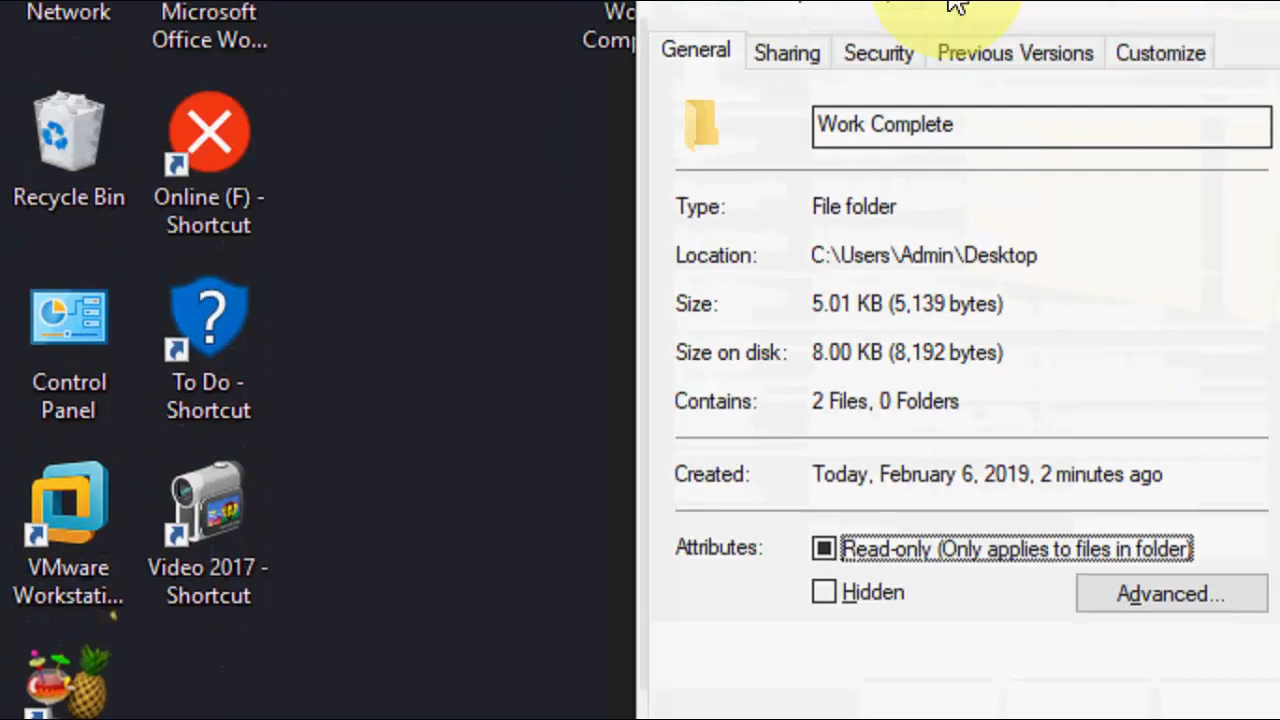 Network
Microsoft
Office Wo...
Recycle Bin
Online (F) -
Shortcut
Control
Panel
To Do -
Shortcut
VMware
Workstati...
Video 2017 -
Shortcut
General
Sharing
Security
Previous Versions
Customize
Work Complete
Type:
File folder
Location:
C:\Users\Admin\Desktop
Size:
5.01 KB (5,139 bytes)
Size on disk:
8.00 KB (8,192 bytes)
Contains:
2 Files, 0 Folders
Created:
Today, February 6, 2019, 2 minutes ago
Attributes:
Read-only (Only applies to files in folder)
Hidden
Advanced...